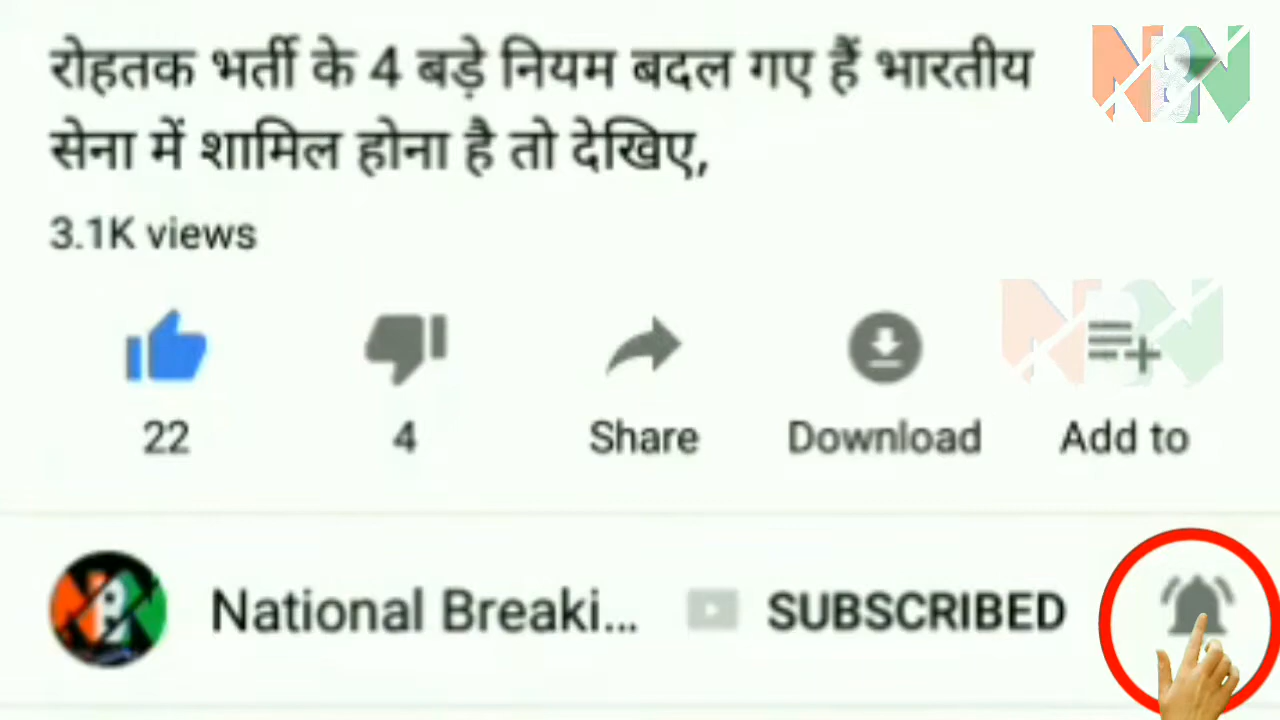 रोहतक भर्ती के 4 बड़े नियम बदल गए हैं भारतीय
सेना में शामिल होना है तो देखिए,
NBN
3.1K views
22
4
Share
Download
Add to
National Breaki...
SUBSCRIBED